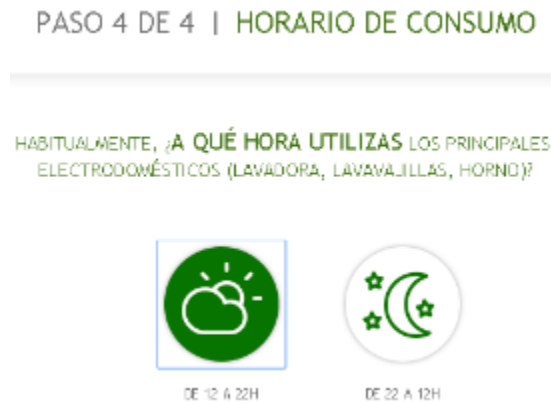 PASO 4 DE 4 | HORARIO DE CONSUMO
HABITUALMENTE, ¿A QUÉ HORA UTILIZAS LOS PRINCIPALES
ELECTRODOMÉSTICOS (LAVADORA, LAVAVAJILLAS, HORNO)?
DE 12 A 22H
DE 22 A 12H